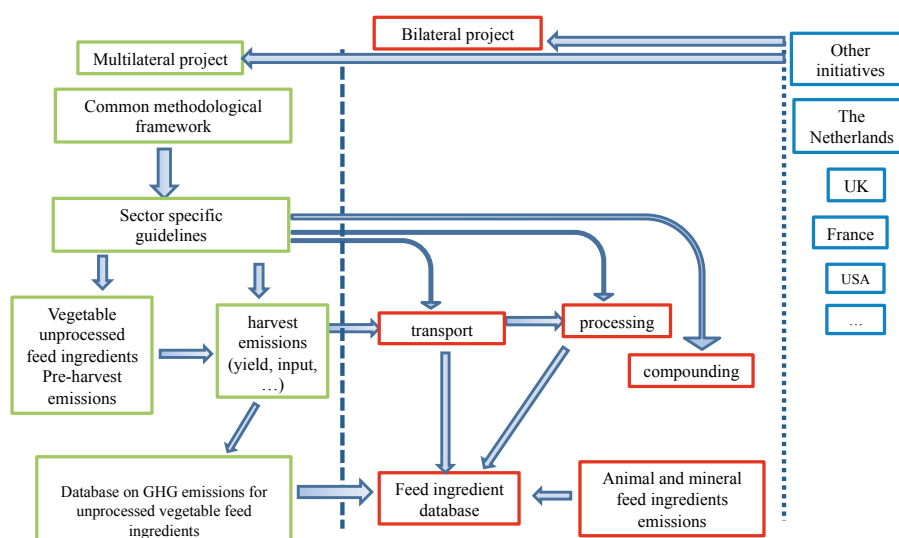 Bilateral project
Multilateral project
Other
initiatives
Common methodological
framework
The
Netherlands
UK
Sector specific
guidelines
France
USA
…
Vegetable
unprocessed
feed ingredients
Pre-harvest
emissions
harvest
emissions
(yield, input,
…)
transport
processing
compounding
Database on GHG emissions for
unprocessed vegetable feed
ingredients
Feed ingredient
database
Animal and mineral
feed ingredients
emissions